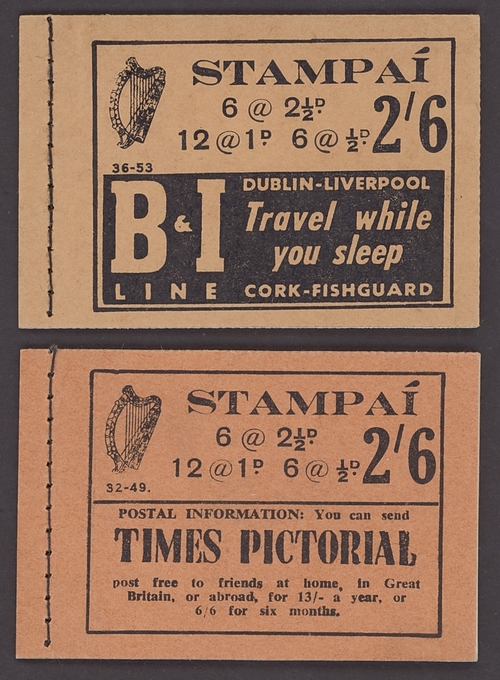 STAMPAÍ
6 @ 2½D.
12 @ 1D. 6 @ ½D. 2/6
36-53
B & I
LINE
DUBLIN-LIVERPOOL
Travel while
you sleep
CORK-FISHGUARD
STAMPAÍ
6 @ 2½D.
12 @ 1D. 6 @ ½D. 2/6
32-49.
POSTAL INFORMATION: You can send
TIMES PICTORIAL
post free to friends at home, in Great
Britain, or abroad, for 13/- a year, or
6/6 for six months.